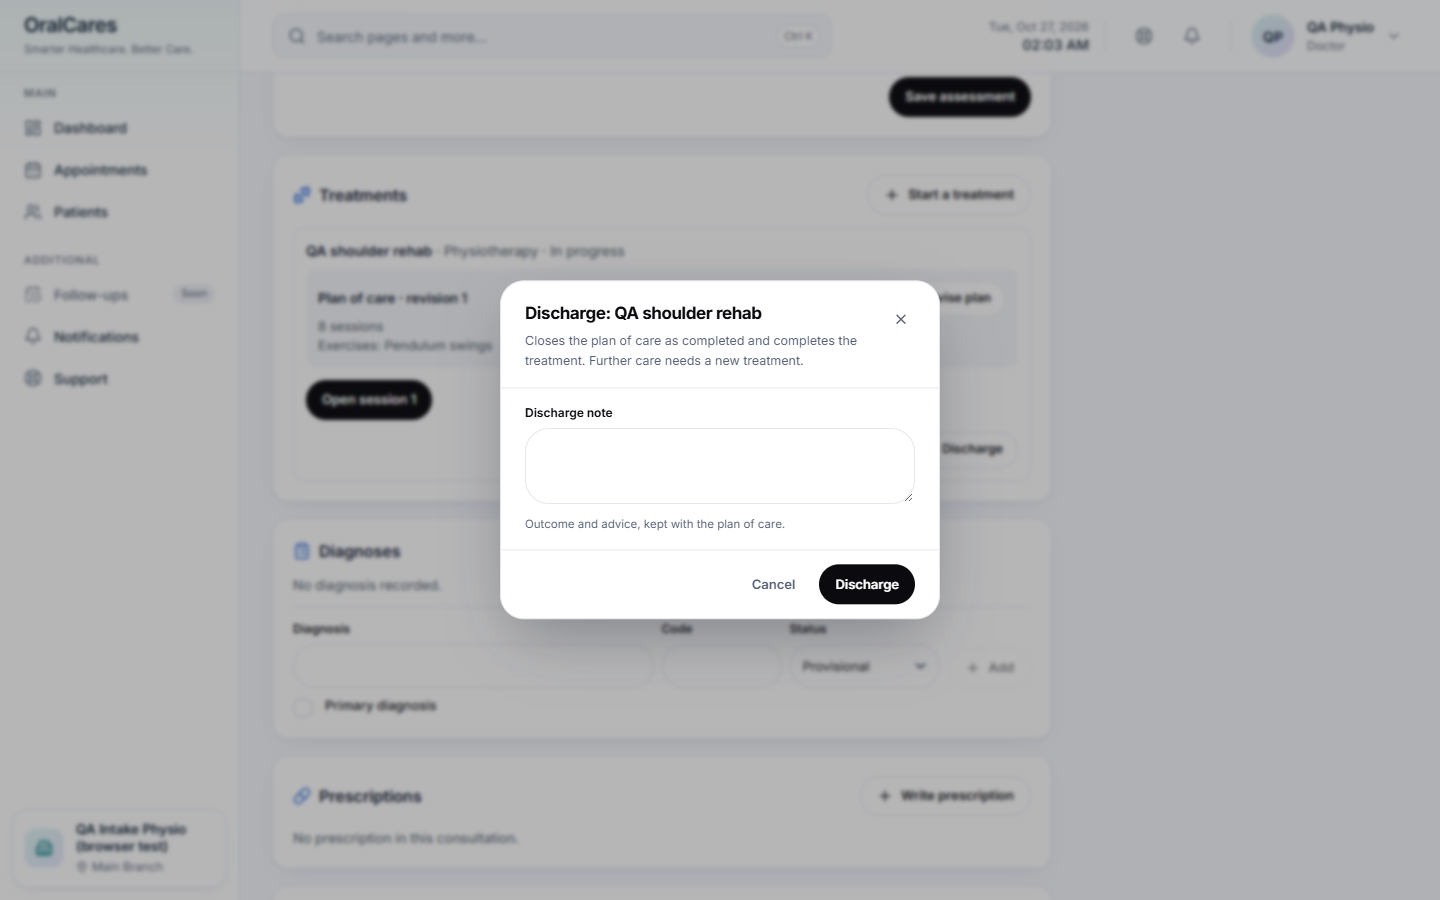 OralCares
Smarter Healthcare. Better Care.
Search pages and more...
Ctrl K
Tue, Oct 27, 2026
02:03 AM
QP
QA Physio
Doctor
MAIN
Dashboard
Appointments
Patients
ADDITIONAL
Follow-ups
Soon
Notifications
Support
QA Intake Physio
(browser test)
Main Branch
Save assessment
Treatments
Start a treatment
QA shoulder rehab · Physiotherapy · In progress
Plan of care · revision 1
plan
8 sessions
Exercises: Pendulum swings
Open session 1
Discharge
Discharge: QA shoulder rehab
Closes the plan of care as completed and completes the
treatment. Further care needs a new treatment.
Discharge note
Outcome and advice, kept with the plan of care.
Cancel
Discharge
Diagnoses
No diagnosis recorded.
Diagnosis
Code
Status
Provisional
Add
Primary diagnosis
Prescriptions
Write prescription
No prescription in this consultation.